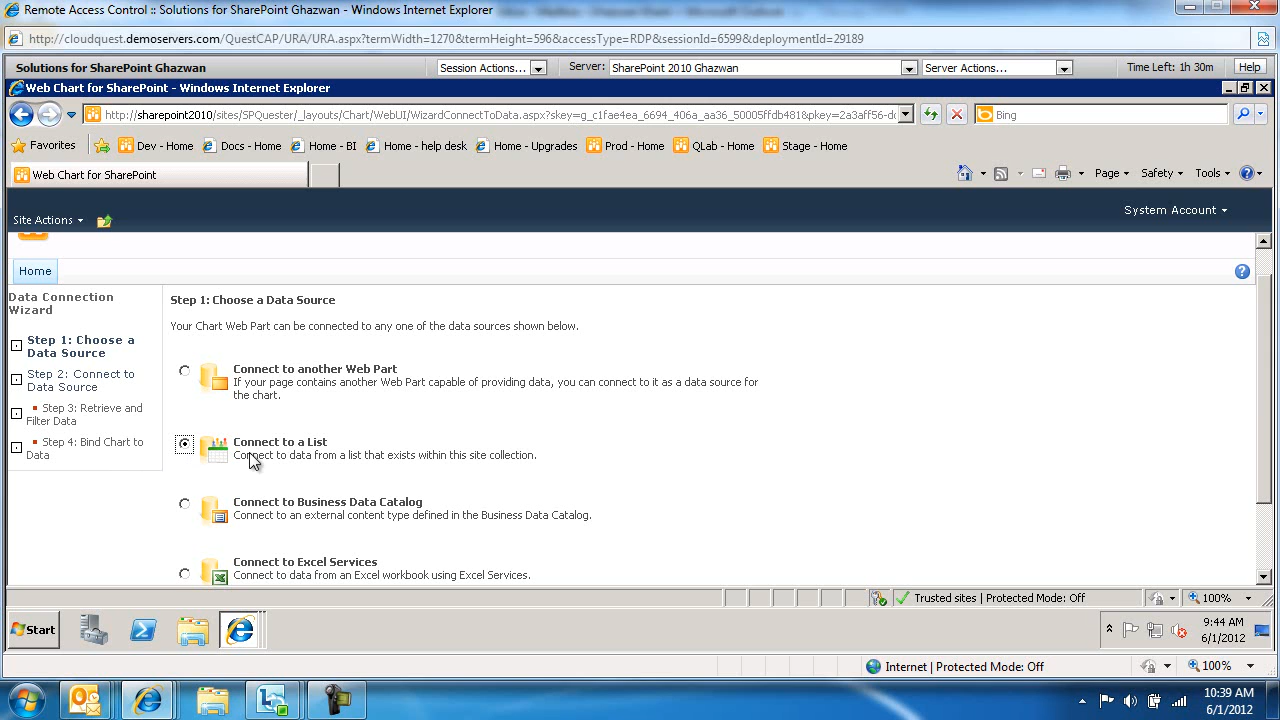 Remote Access Control :: Solutions for SharePoint Ghazwan - Windows Internet Explorer
http://cloudquest.demoservers.com/QuestCAP/URA/URA.aspx?termWidth=1270&termHeight=596&accessType=RDP&sessionId=6599&deploymentId=29189
Solutions for SharePoint Ghazwan
Session Actions...
Server:
SharePoint 2010 Ghazwan
Server Actions...
Time Left: 1h 30m
Help
Web Chart for SharePoint - Windows Internet Explorer
http://sharepoint2010/sites/SPQuest/_layouts/Chart/WebUI/WizardConnectToData.aspx?skey=g_c1fae4ea_6694_406a_aa36_50005ffdb481&pkey=2a3aff56-d
Bing
Favorites
Dev - Home
Docs - Home
Home - BI
Home - help desk
Home - Upgrades
Prod - Home
QLab - Home
Stage - Home
Web Chart for SharePoint
Page
Safety
Tools
Site Actions
System Account
Home
Data Connection
Wizard
Step 1: Choose a
Data Source
Step 2: Connect to
Data Source
Step 3: Retrieve and
Filter Data
Step 4: Bind Chart to
Data
Step 1: Choose a Data Source
Your Chart Web Part can be connected to any one of the data sources shown below.
Connect to another Web Part
If your page contains another Web Part capable of providing data, you can connect to it as a data source for
the chart.
Connect to a List
Connect to data from a list that exists within this site collection.
Connect to Business Data Catalog
Connect to an external content type defined in the Business Data Catalog.
Connect to Excel Services
Connect to data from an Excel workbook using Excel Services.
Trusted sites | Protected Mode: Off
100%
Start
9:44 AM
6/1/2012
Internet | Protected Mode: Off
100%
10:39 AM
6/1/2012